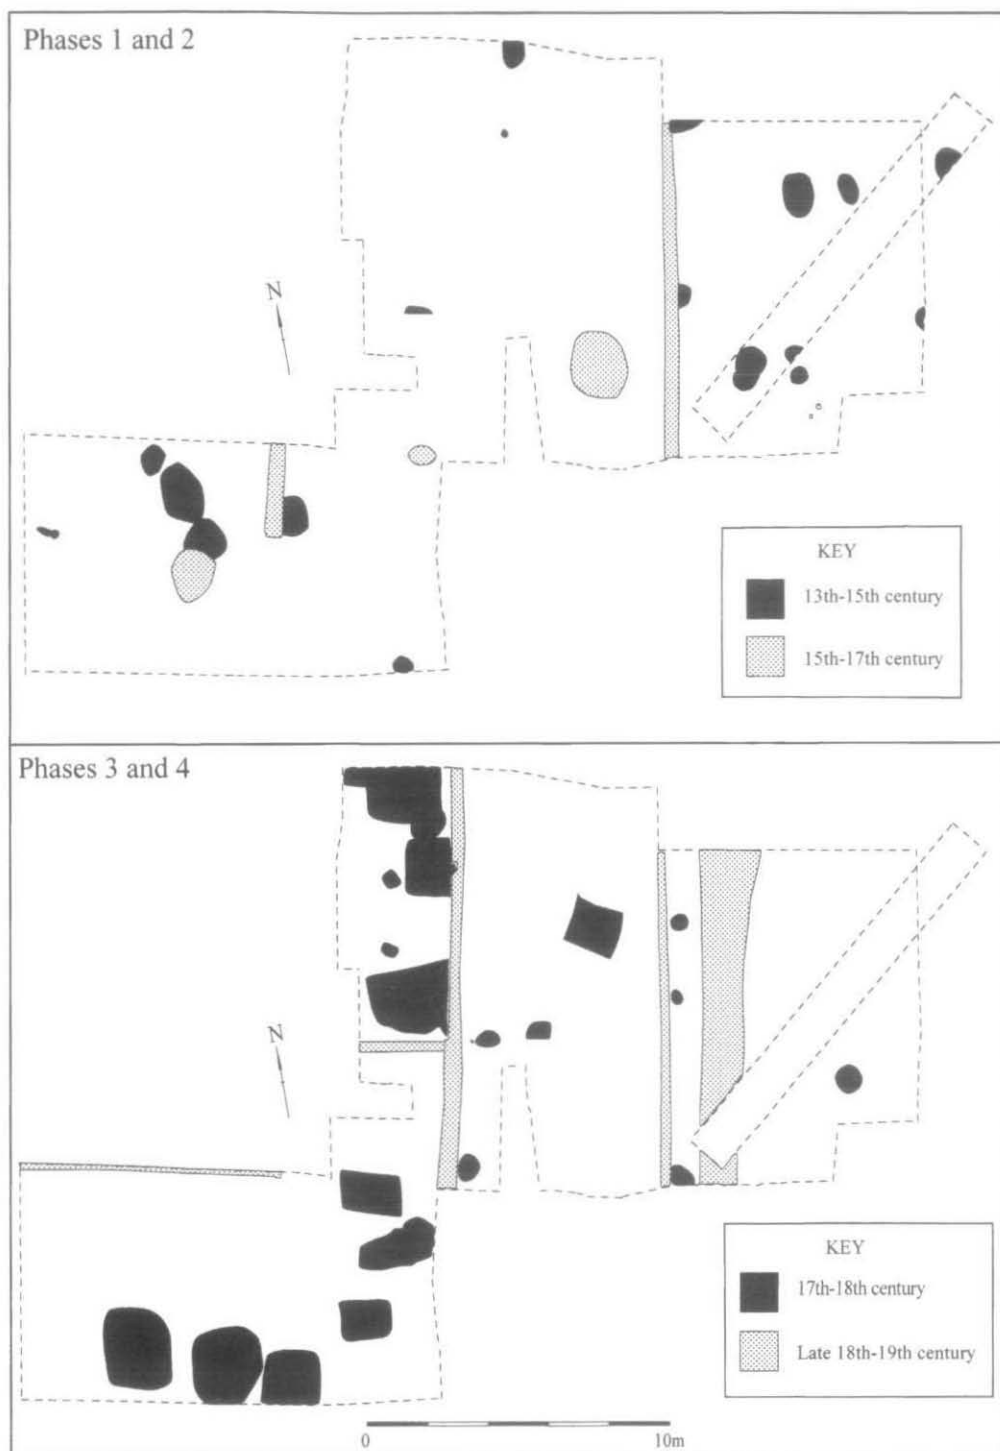 Phases 1 and 2
N
KEY
13th-15th century
15th-17th century
Phases 3 and 4
N
KEY
17th-18th century
Late 18th-19th century
0 10m